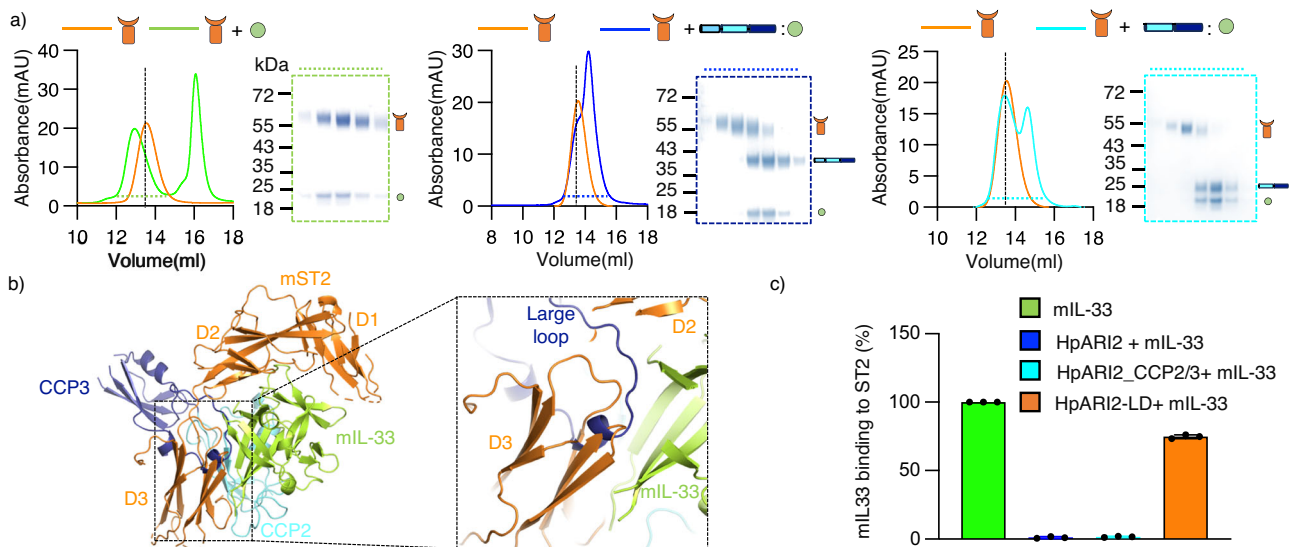 a)
+
Absorbance(mAU)
40
30
20
10
0
10 12 14 16 18
Volume(ml)
kDa
72
55
43
35
25
18
+ :
Absorbance(mAU)
30
20
10
0
8 10 12 14 16 18
Volume(ml)
72
55
43
35
25
18
+ :
Absorbance(mAU)
25
20
15
10
5
0
10 12 14 16 18
Volume(ml)
72
55
43
35
25
18
b)
mST2
D2
D1
CCP3
mIL-33
D3
CCP2
Large
loop
D2
D3
mIL-33
c)
mIL-33
HpARI2 + mIL-33
HpARI2_CCP2/3+ mIL-33
HpARI2-LD+ mIL-33
mIL33 binding to ST2 (%)
150
100
50
0